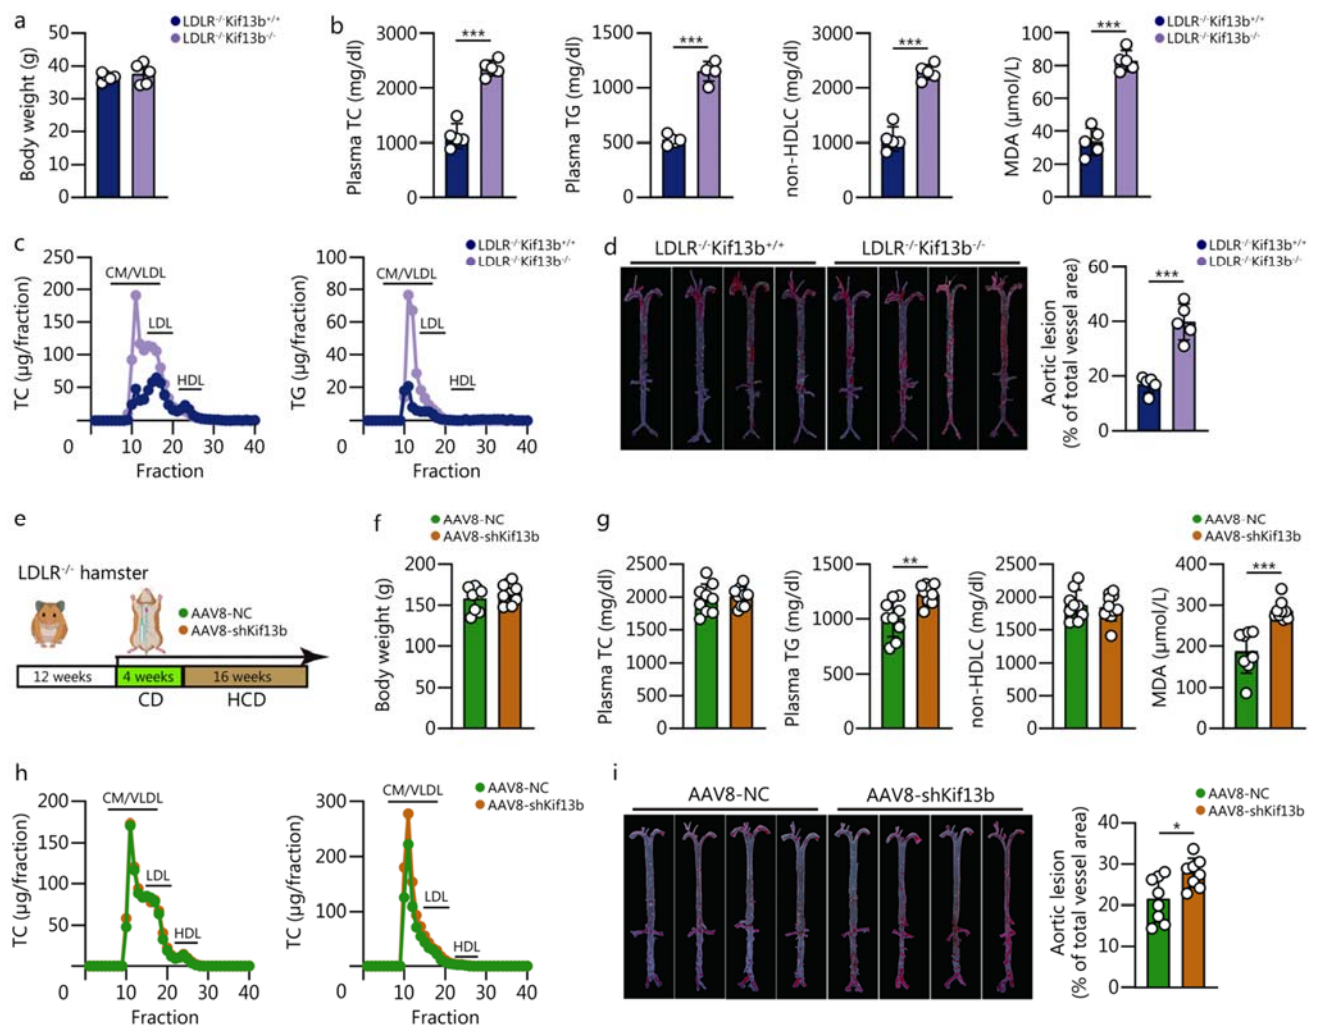 a
LDLR⁻/⁻Kif13b⁺/⁺
LDLR⁻/⁻Kif13b⁻/⁻
Body weight (g)
50
40
30
20
10
0
b
LDLR⁻/⁻Kif13b⁺/⁺
LDLR⁻/⁻Kif13b⁻/⁻
Plasma TC (mg/dl)
3000
2000
1000
0
***
Plasma TG (mg/dl)
1500
1000
500
0
***
non-HDLC (mg/dl)
3000
2000
1000
0
***
MDA (μmol/L)
100
80
60
40
20
0
***
c
LDLR⁻/⁻Kif13b⁺/⁺
LDLR⁻/⁻Kif13b⁻/⁻
TC (μg/fraction)
250
200
150
100
50
0
CM/VLDL
LDL
HDL
10 20 30 40
Fraction
TG (μg/fraction)
100
80
60
40
20
0
CM/VLDL
LDL
HDL
10 20 30 40
Fraction
d
LDLR⁻/⁻Kif13b⁺/⁺
LDLR⁻/⁻Kif13b⁻/⁻
LDLR⁻/⁻Kif13b⁺/⁺
LDLR⁻/⁻Kif13b⁻/⁻
Aortic lesion
(% of total vessel area)
60
40
20
0
***
e
LDLR⁻/⁻ hamster
AAV8-NC
AAV8-shKif13b
12 weeks
4 weeks
16 weeks
CD
HCD
f
AAV8-NC
AAV8-shKif13b
Body weight (g)
200
150
100
50
0
g
AAV8-NC
AAV8-shKif13b
Plasma TC (mg/dl)
2500
2000
1500
1000
500
0
Plasma TG (mg/dl)
1500
1000
500
0
**
non-HDLC (mg/dl)
2500
2000
1500
1000
500
0
MDA (μmol/L)
400
300
200
100
0
***
h
AAV8-NC
AAV8-shKif13b
TC (μg/fraction)
200
150
100
50
0
CM/VLDL
LDL
HDL
10 20 30 40
Fraction
TC (μg/fraction)
300
200
100
0
CM/VLDL
LDL
HDL
10 20 30 40
Fraction
i
AAV8-NC
AAV8-shKif13b
AAV8-NC
AAV8-shKif13b
Aortic lesion
(% of total vessel area)
40
30
20
10
0
*